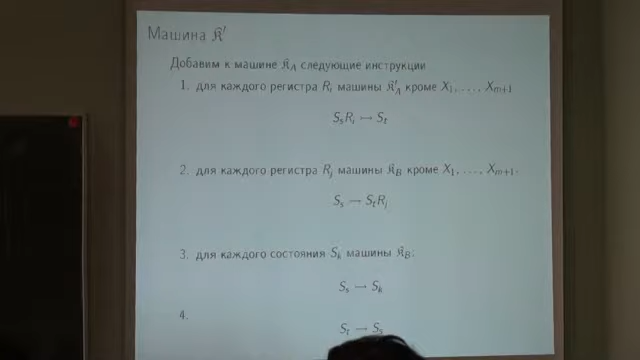 Машина 𝔎′
Добавим к машине 𝔎_A следующие инструкции
1. для каждого регистра R_i машины 𝔎′_A кроме X_1, …, X_{m+1}
S_s R_i → S_t
2. для каждого регистра R_j машины 𝔎_B кроме X_1, …, X_{m+1}.
S_s → S_t R_j
3. для каждого состояния S_k машины 𝔎_B:
S_s → S_k
4.
S_t → S_s